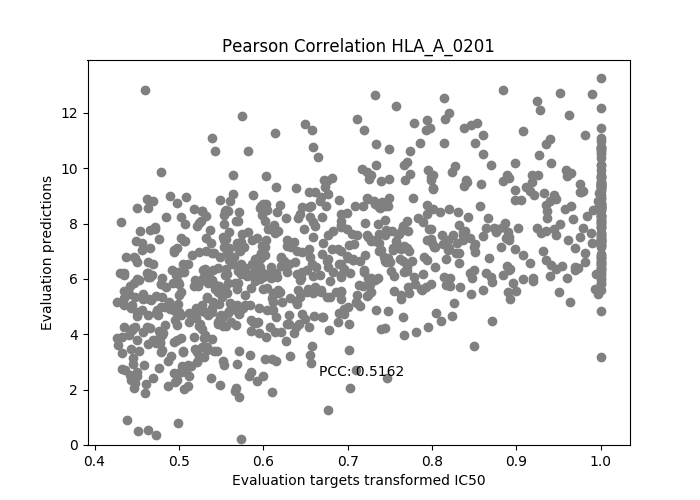 Pearson Correlation HLA_A_0201
Evaluation predictions
12
10
8
6
4
2
0
PCC: 0.5162
0.4 0.5 0.6 0.7 0.8 0.9 1.0
Evaluation targets transformed IC50